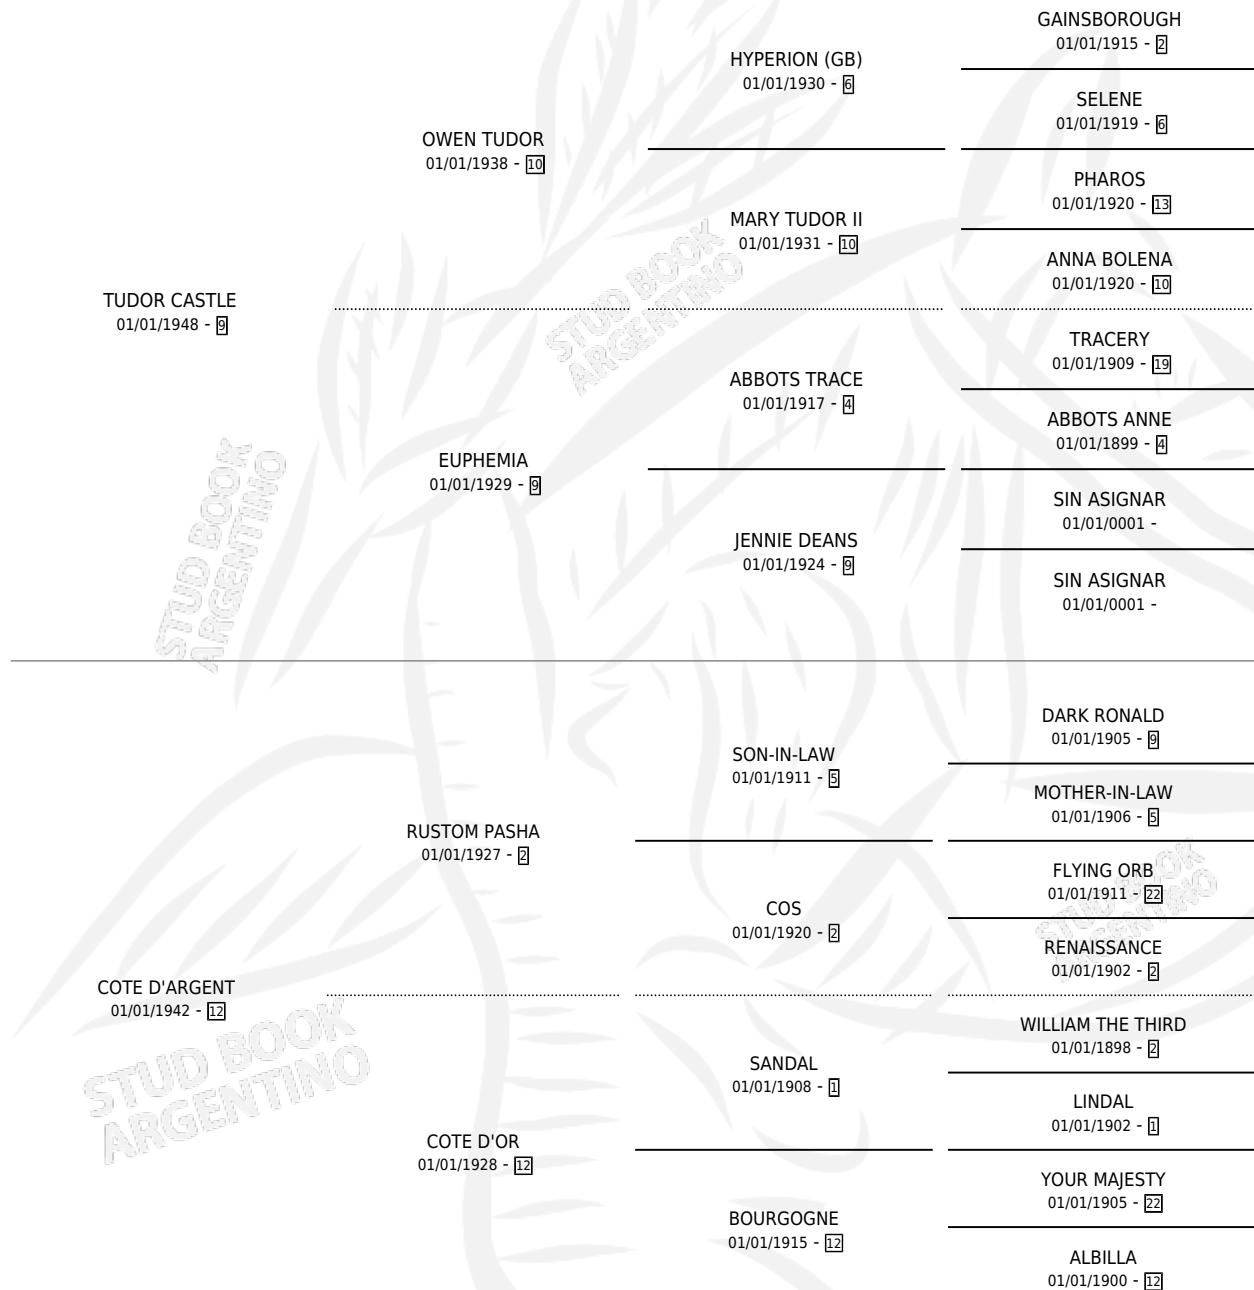 GAINSBOROUGH
01/01/1915 - 2
HYPERION (GB)
01/01/1930 - 6
SELENE
01/01/1919 - 6
OWEN TUDOR
01/01/1938 - 10
PHAROS
01/01/1920 - 13
MARY TUDOR II
01/01/1931 - 10
ANNA BOLENA
01/01/1920 - 10
TUDOR CASTLE
01/01/1948 - 9
TRACERY
01/01/1909 - 19
ABBOTS TRACE
01/01/1917 - 4
ABBOTS ANNE
01/01/1899 - 4
EUPHEMIA
01/01/1929 - 9
SIN ASIGNAR
01/01/0001 -
JENNIE DEANS
01/01/1924 - 9
SIN ASIGNAR
01/01/0001 -
DARK RONALD
01/01/1905 - 9
SON-IN-LAW
01/01/1911 - 5
MOTHER-IN-LAW
01/01/1906 - 5
RUSTOM PASHA
01/01/1927 - 2
FLYING ORB
01/01/1911 - 22
COS
01/01/1920 - 2
RENAISSANCE
01/01/1902 - 2
COTE D'ARGENT
01/01/1942 - 12
WILLIAM THE THIRD
01/01/1898 - 2
SANDAL
01/01/1908 - 1
LINDAL
01/01/1902 - 1
COTE D'OR
01/01/1928 - 12
YOUR MAJESTY
01/01/1905 - 22
BOURGOGNE
01/01/1915 - 12
ALBILLA
01/01/1900 - 12
STUD BOOK
ARGENTINO
STUD BOOK
ARGENTINO
STUD BOOK
ARGENTINO
STUD BOOK
ARGENTINO